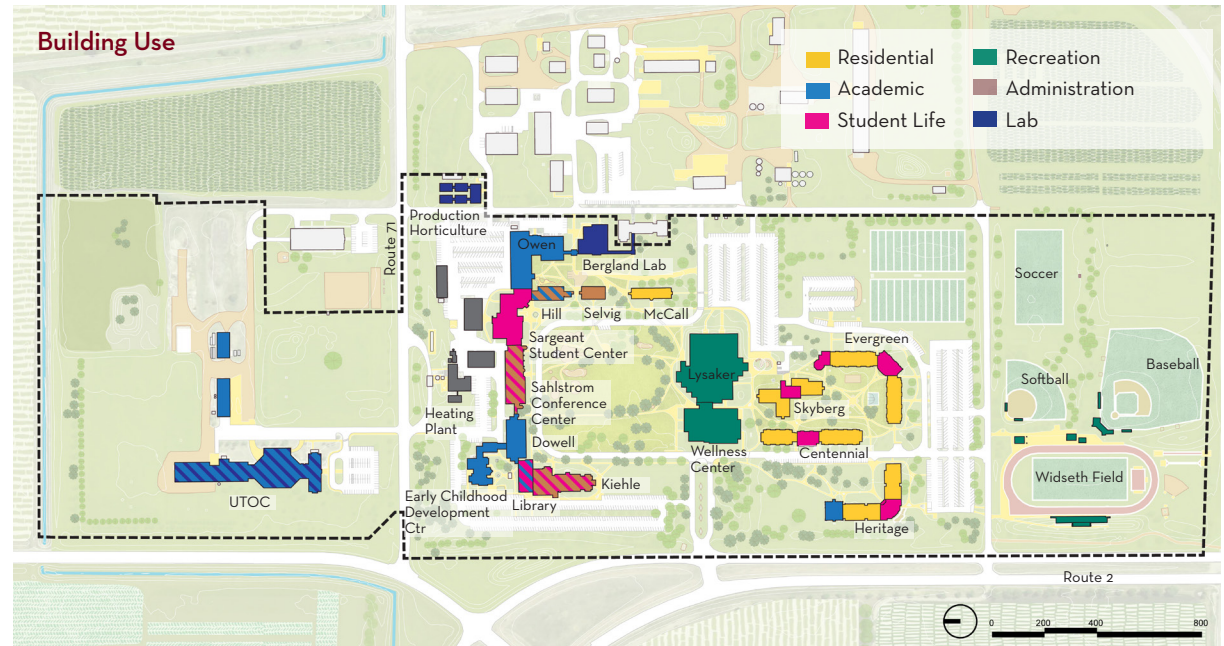 Building Use
Residential
Academic
Student Life
Recreation
Administration
Lab
Route 71
Production
Horticulture
Owen
Bergland Lab
Hill
Selvig
McCall
Sargeant
Student Center
Sahlstrom
Conference
Center
Heating
Plant
Dowell
Early Childhood
Development
Ctr
Library
Kiehle
UTOC
Lysaker
Wellness
Center
Evergreen
Skyberg
Centennial
Heritage
Soccer
Softball
Baseball
Widseth Field
Route 2
0 200 400 800